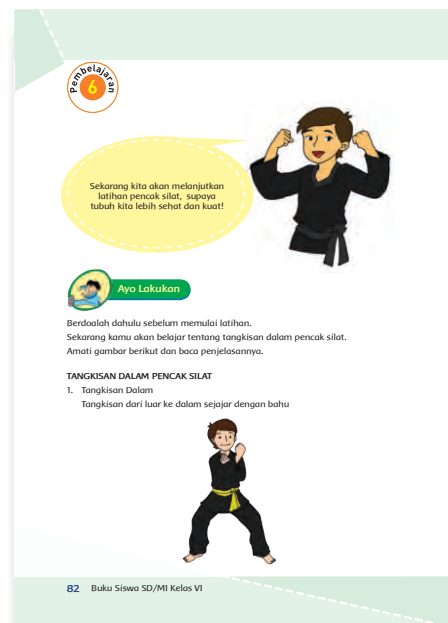 Pembelajaran
6
Sekarang kita akan melanjutkan
latihan pencak silat, supaya
tubuh kita lebih sehat dan kuat!
Ayo Lakukan
Berdoalah dahulu sebelum memulai latihan.
Sekarang kamu akan belajar tentang tangkisan dalam pencak silat.
Amati gambar berikut dan baca penjelasannya.
TANGKISAN DALAM PENCAK SILAT
1. Tangkisan Dalam
Tangkisan dari luar ke dalam sejajar dengan bahu
82 Buku Siswa SD/MI Kelas VI